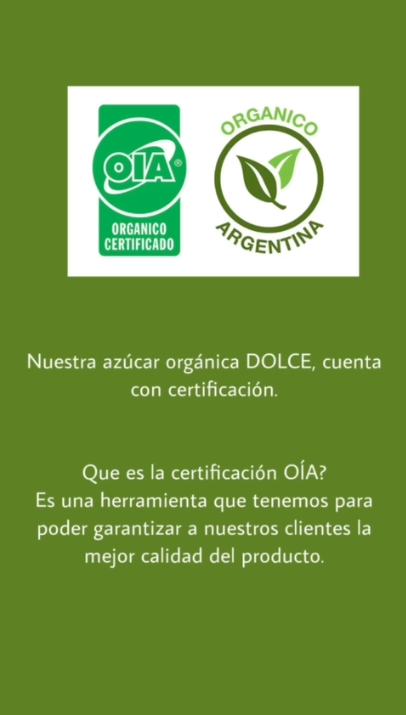 OIA®
ORGANICO
CERTIFICADO
ORGANICO
ARGENTINA
Nuestra azúcar orgánica DOLCE, cuenta
con certificación.
Que es la certificación OÍA?
Es una herramienta que tenemos para
poder garantizar a nuestros clientes la
mejor calidad del producto.